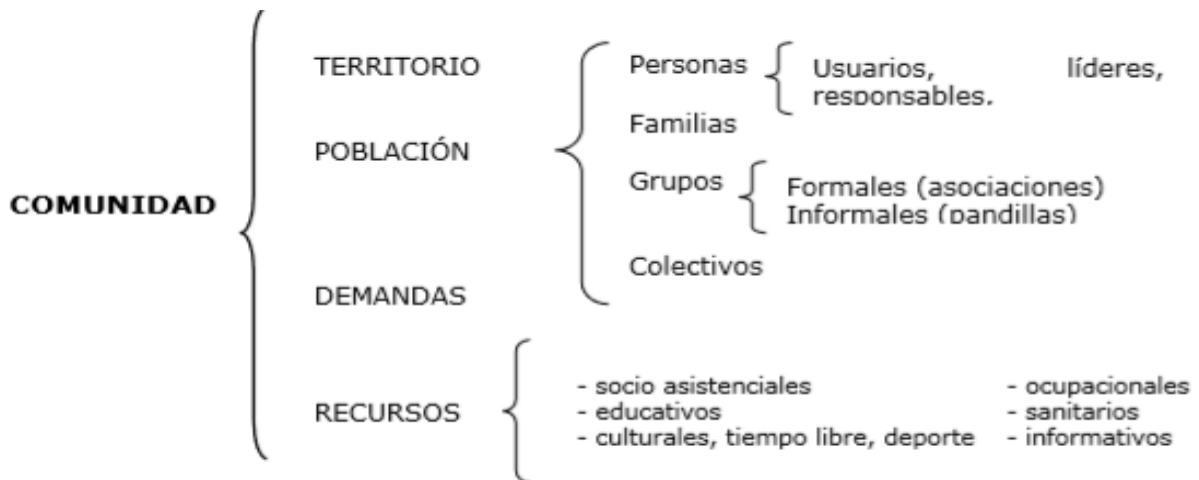 TERRITORIO
Personas
Usuarios, líderes,
responsables.
Familias
POBLACIÓN
Grupos
Formales (asociaciones)
Informales (pandillas)
COMUNIDAD
Colectivos
DEMANDAS
RECURSOS
- socio asistenciales
- educativos
- culturales, tiempo libre, deporte
- ocupacionales
- sanitarios
- informativos